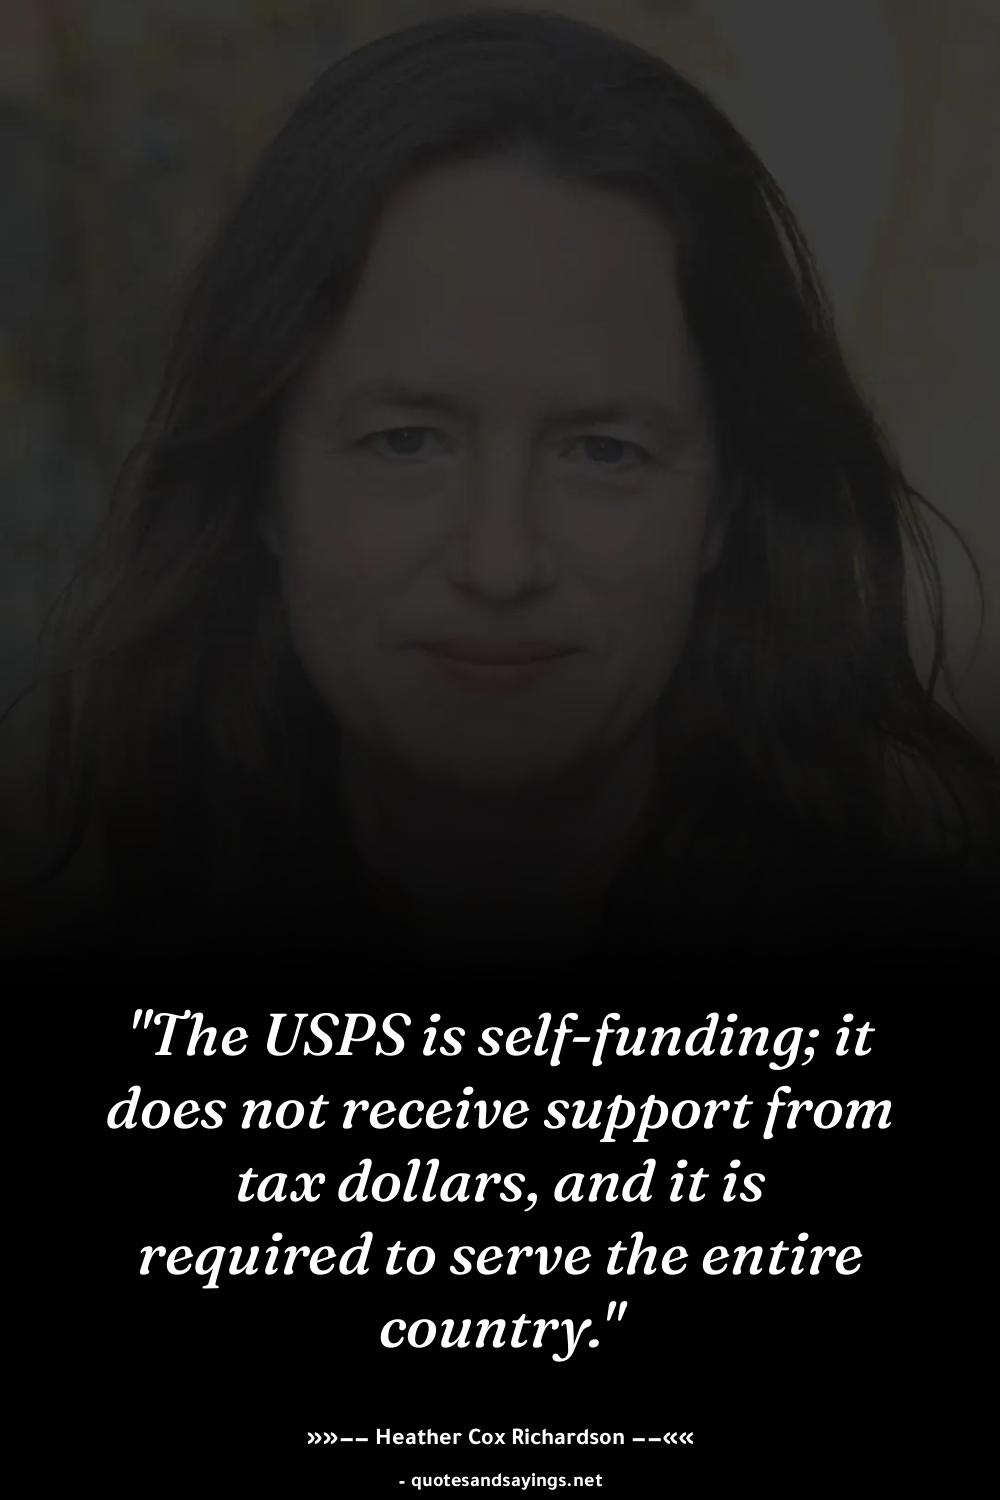 "The USPS is self-funding; it
does not receive support from
tax dollars, and it is
required to serve the entire
country."
»»−− Heather Cox Richardson −−««
- quotesandsayings.net